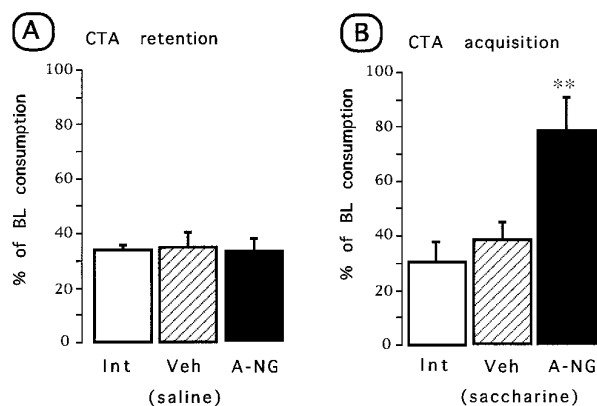 A CTA retention
% of BL consumption
100
80
60
40
20
0
Int Veh A-NG
(saline)
B CTA acquisition
**
% of BL consumption
100
80
60
40
20
0
Int Veh A-NG
(saccharine)